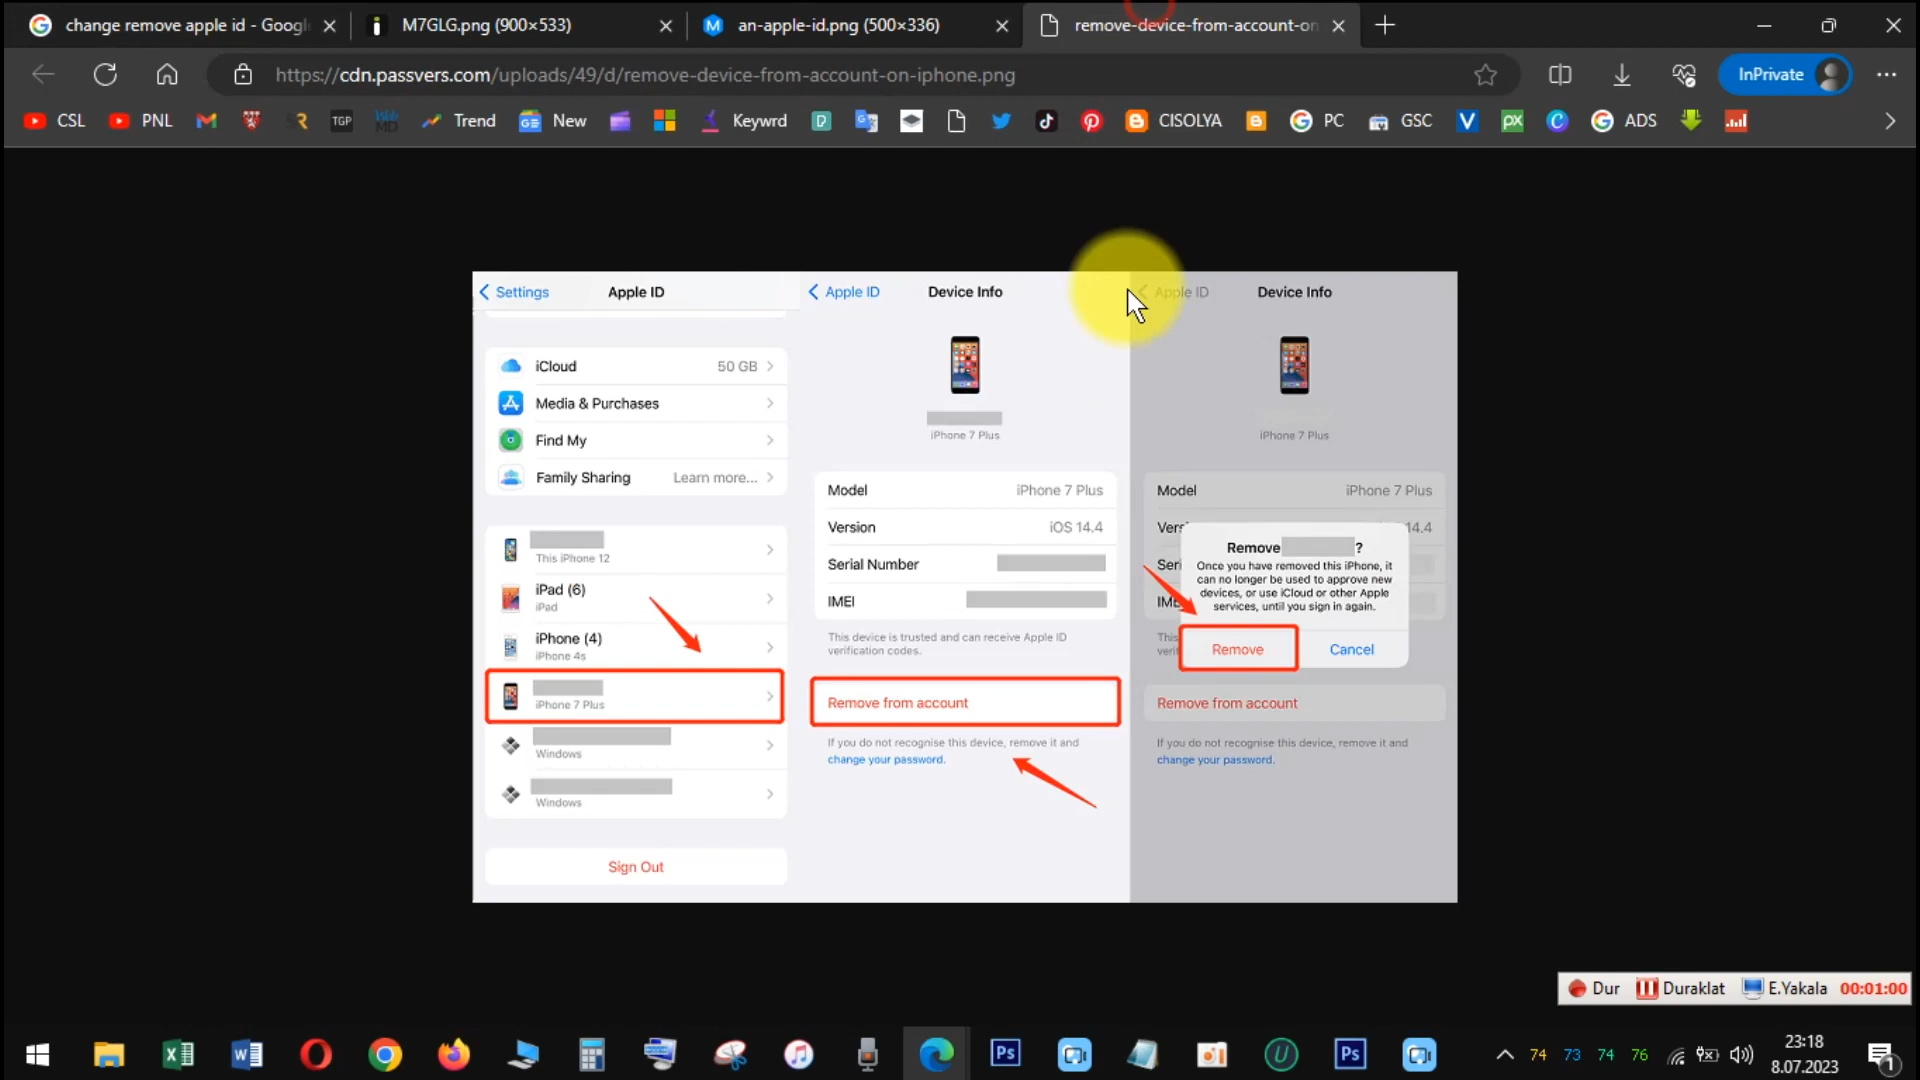 change remove apple id - Googl
M7GLG.png (900×533)
an-apple-id.png (500×336)
remove-device-from-account-on
https://cdn.passvers.com/uploads/49/d/remove-device-from-account-on-iphone.png
InPrivate
CSL
PNL
TGP
Trend
New
Keywrd
CISOLYA
PC
GSC
ADS
Settings
Apple ID
iCloud
50 GB
Media & Purchases
Find My
Family Sharing
Learn more...
This iPhone 12
iPad (6)
iPad
iPhone (4)
iPhone 4s
iPhone 7 Plus
Windows
Windows
Sign Out
Apple ID
Device Info
iPhone 7 Plus
Model
iPhone 7 Plus
Version
iOS 14.4
Serial Number
IMEI
This device is trusted and can receive Apple ID
verification codes.
Remove from account
If you do not recognise this device, remove it and
change your password.
Apple ID
Device Info
iPhone 7 Plus
Model
iPhone 7 Plus
14.4
Remove ?
Once you have removed this iPhone, it
can no longer be used to approve new
devices, or use iCloud or other Apple
services, until you sign in again.
Remove
Cancel
Remove from account
If you do not recognise this device, remove it and
change your password.
Dur
Duraklat
E.Yakala
00:01:00
74
73
74
76
23:18
8.07.2023
1